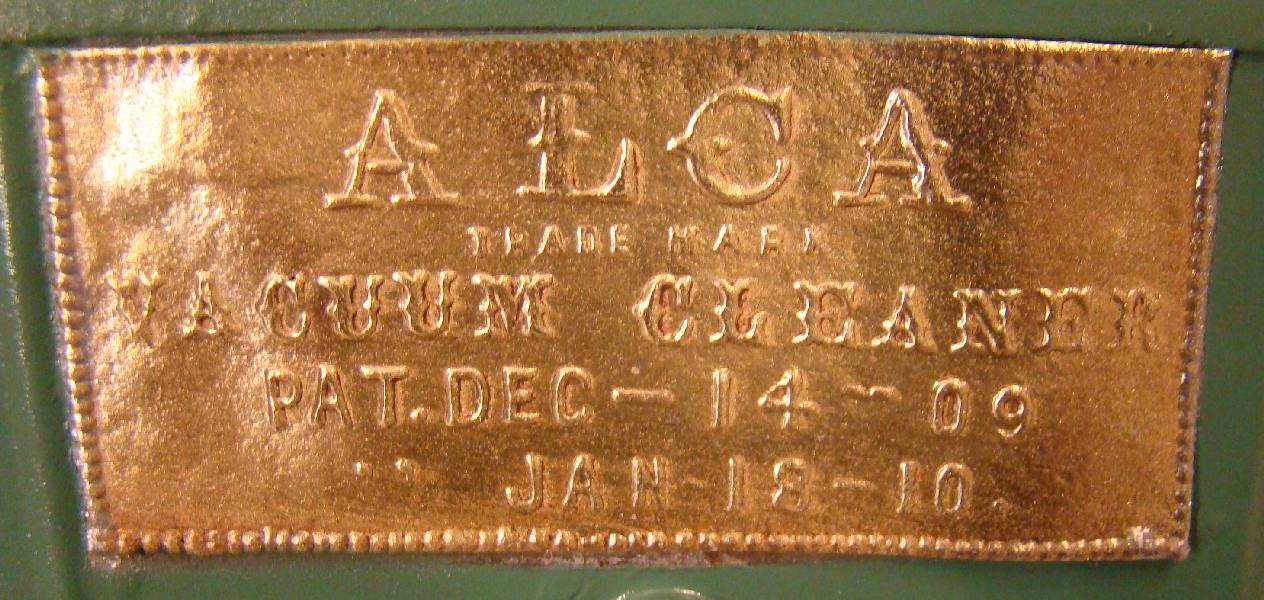 ALCA
TRADE MARK
VACUUM CLEANER
PAT. DEC - 14 - 09
" JAN - 18 - 10.